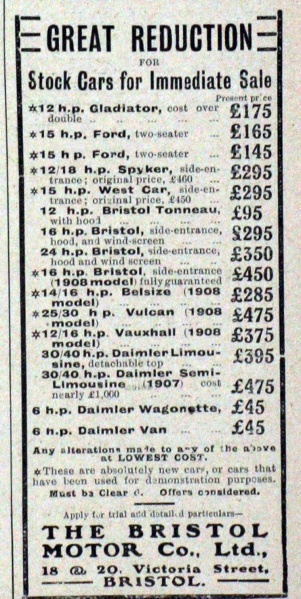 GREAT REDUCTION
FOR
Stock Cars for Immediate Sale
Present price
*12 h.p. Gladiator, cost over £175
double .. .. .. ..
*15 h.p. Ford, two-seater ... £165
*15 h p. Ford, two-seater ... £145
*12/18 h.p. Spyker, side-en- £295
trance; original price, £460 ...
*15 h.p. West Car, side-en- £295
trance; original price, £450 ...
12 h.p. Bristol Tonneau, £95
with hood ... ... ...
16 h.p. Bristol, side-entrance, £295
hood, and wind-screen ...
24 h.p. Bristol, side-entrance, £350
hood and wind screen ...
*16 h.p. Bristol, side-entrance £450
(1908 model) fully guaranteed
*14/16 h.p. Belsize (1908 £285
model) ... ... ...
*25/30 h p. Vulcan (1908 £475
model) ... ... ...
*12/16 h.p. Vauxhall (1908 £375
model) ... ... ...
30/40 h.p. Daimler Limou- £395
sine, detachable top ...
30/40 h.p. Daimler Semi-
Limousine (1907) cost £475
nearly £1,000 ... ...
6 h.p. Daimler Wagonette, £45
6 h.p. Daimler Van ... ... £45
Any alterations made to any of the above
at LOWEST COST.
*These are absolutely new cars, or cars that
have been used for demonstration purposes.
Must be Clear d. Offers considered.
Apply for trial and detailed particulars—
THE BRISTOL
MOTOR Co., Ltd.,
18 @ 20, Victoria Street,
BRISTOL.